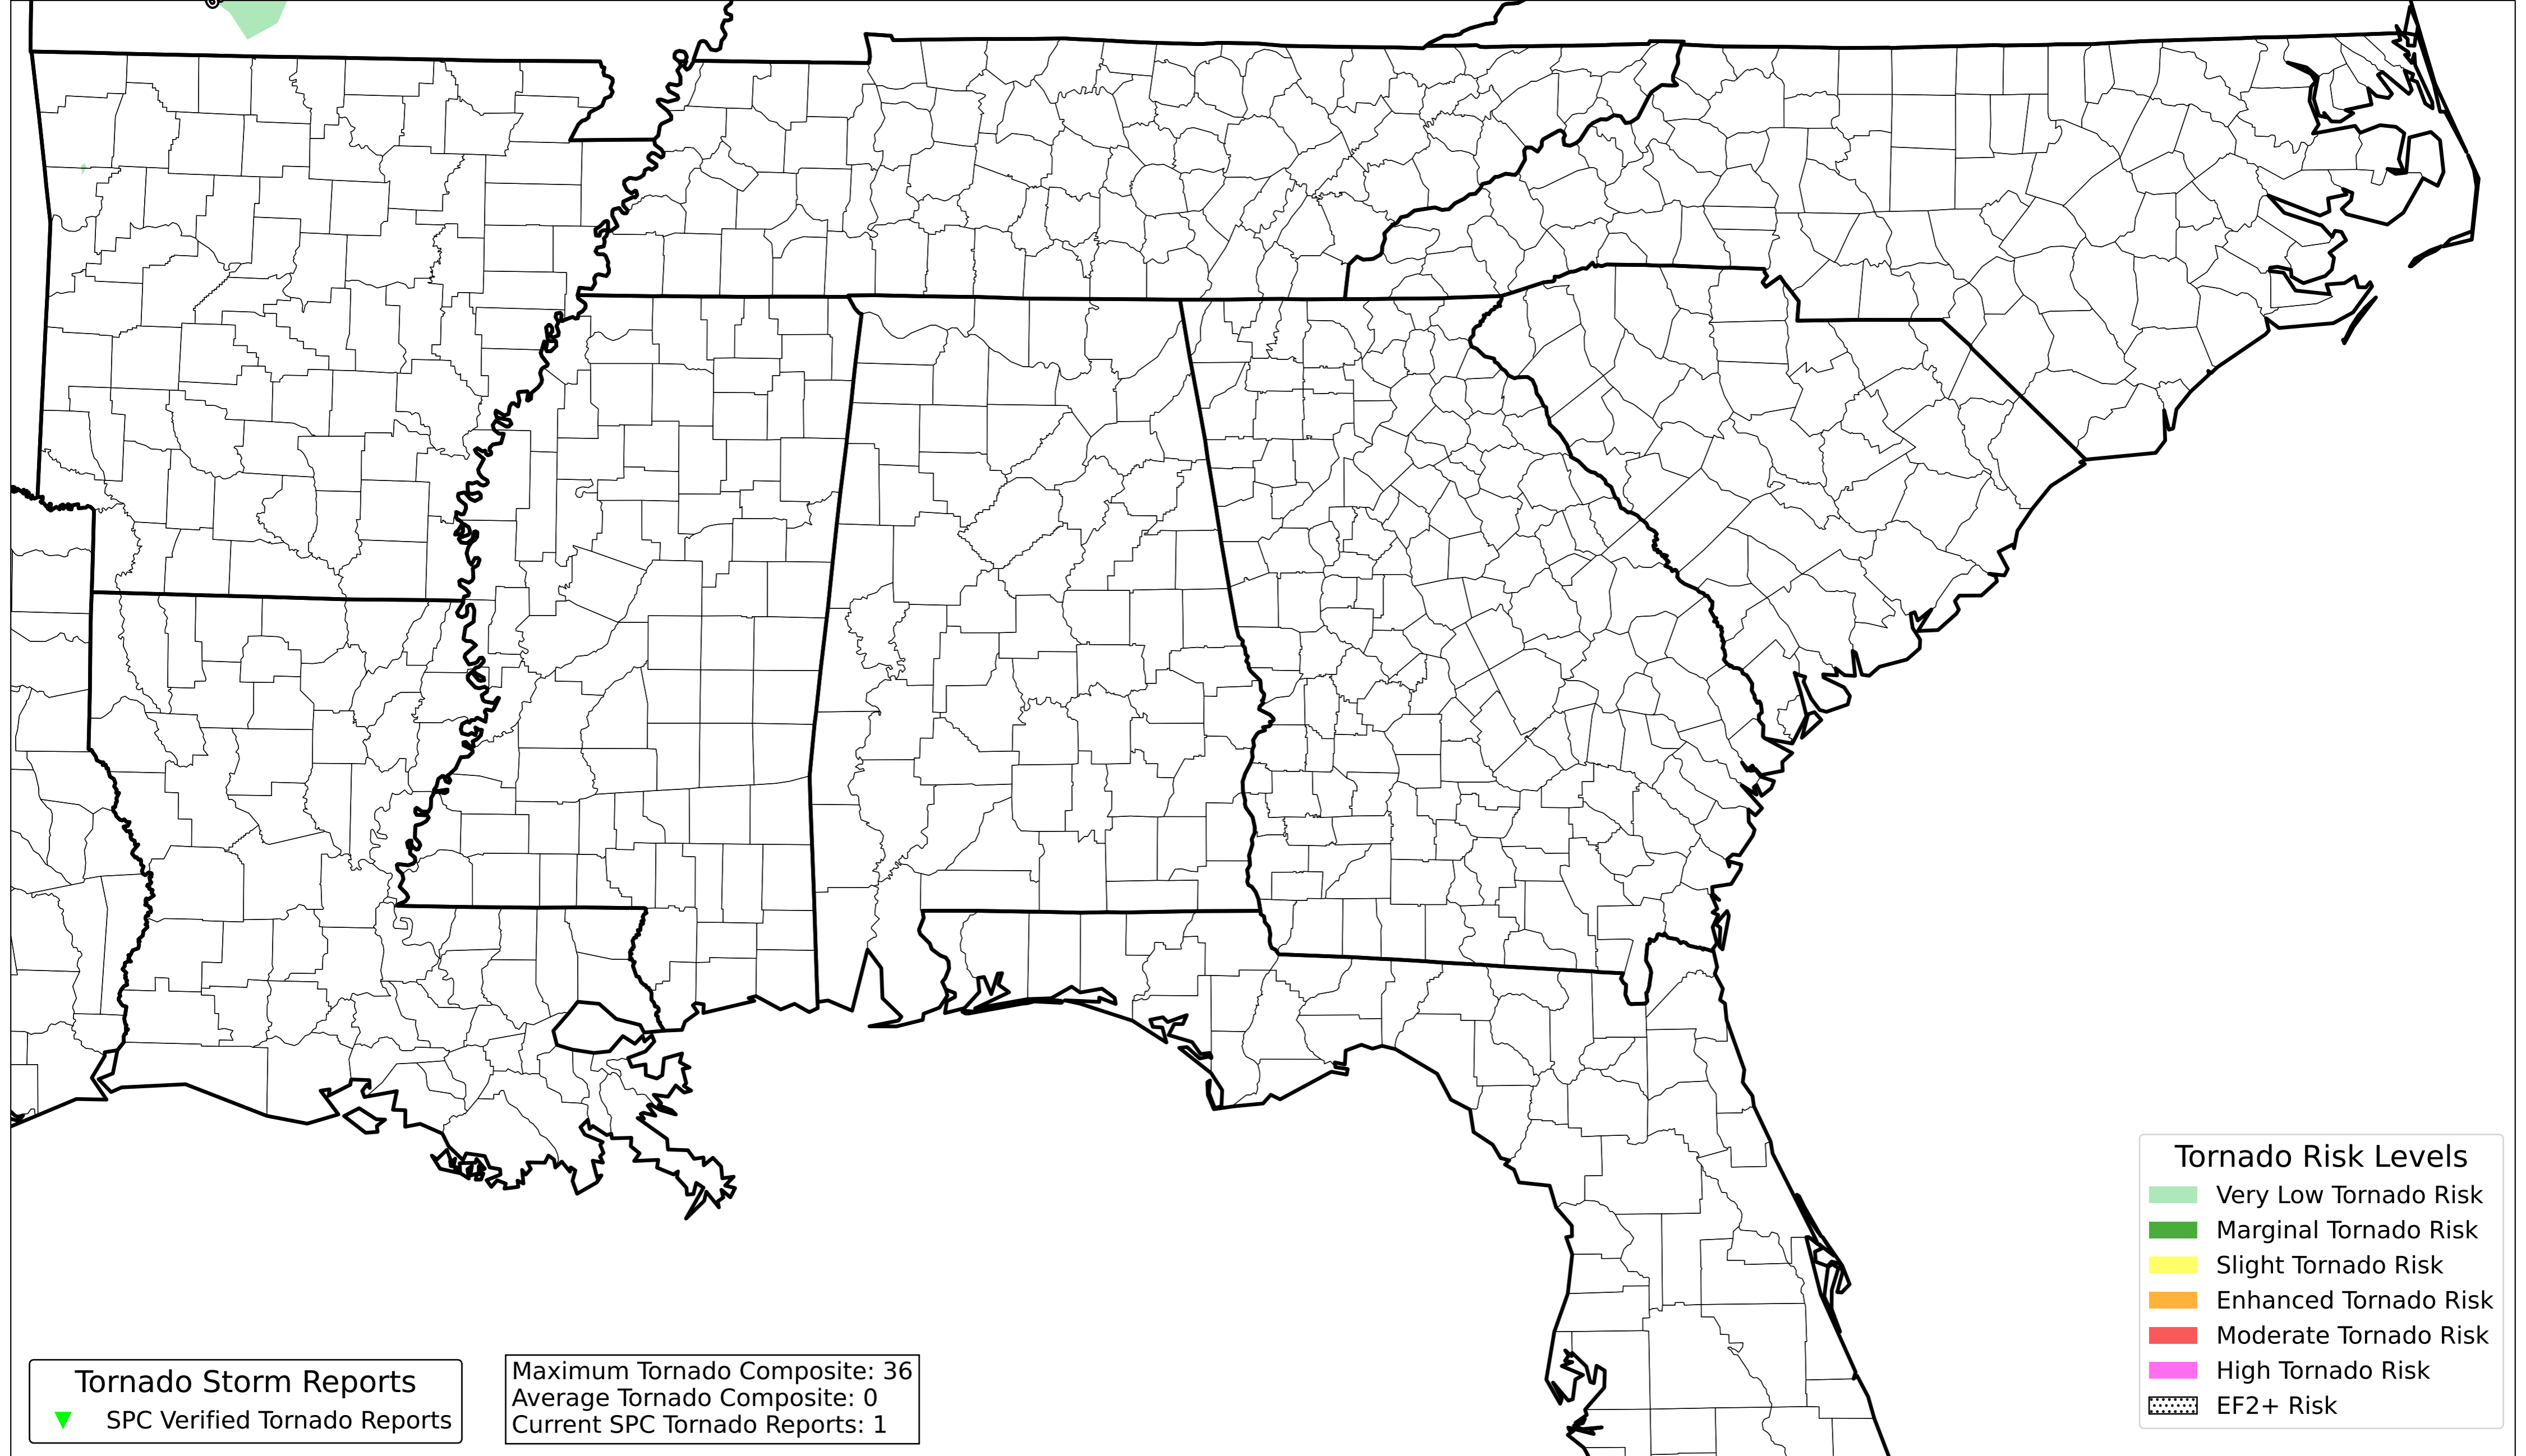 Tornado Risk Levels
Very Low Tornado Risk
Marginal Tornado Risk
Slight Tornado Risk
Enhanced Tornado Risk
Moderate Tornado Risk
High Tornado Risk
EF2+ Risk
Tornado Storm Reports
SPC Verified Tornado Reports
Maximum Tornado Composite: 36
Average Tornado Composite: 0
Current SPC Tornado Reports: 1